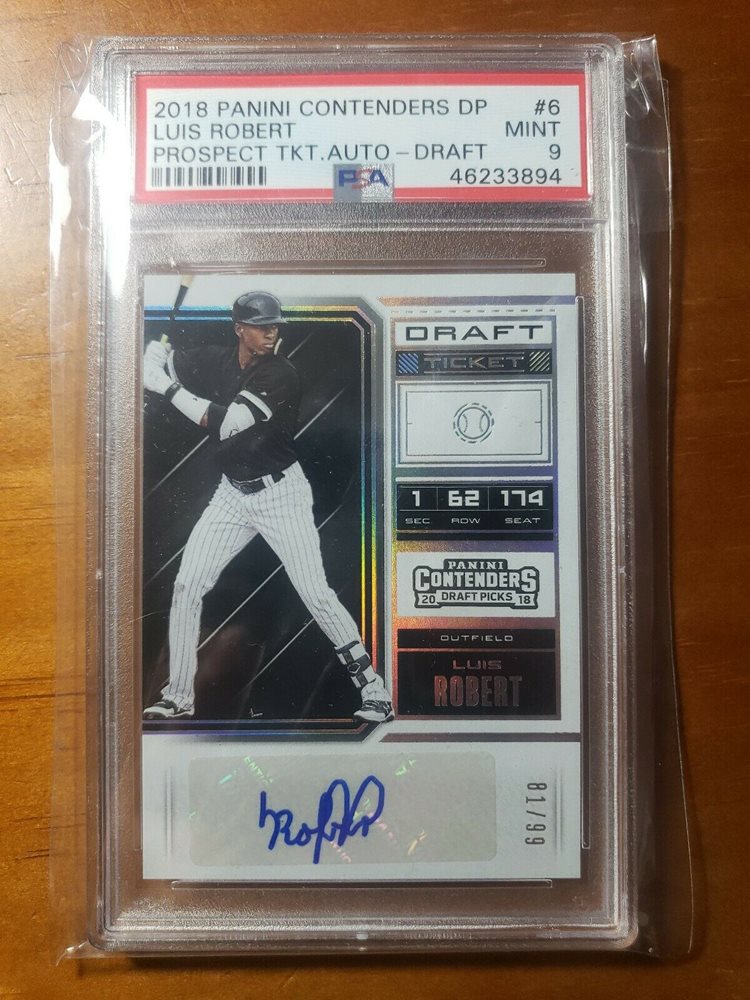 2018 PANINI CONTENDERS DP #6
LUIS ROBERT MINT
PROSPECT TKT.AUTO – DRAFT 9
PSA 46233894
DRAFT
TICKET
1 62 174
SEC ROW SEAT
PANINI
CONTENDERS
20 DRAFT PICKS 18
OUTFIELD
LUIS
ROBERT
81/99